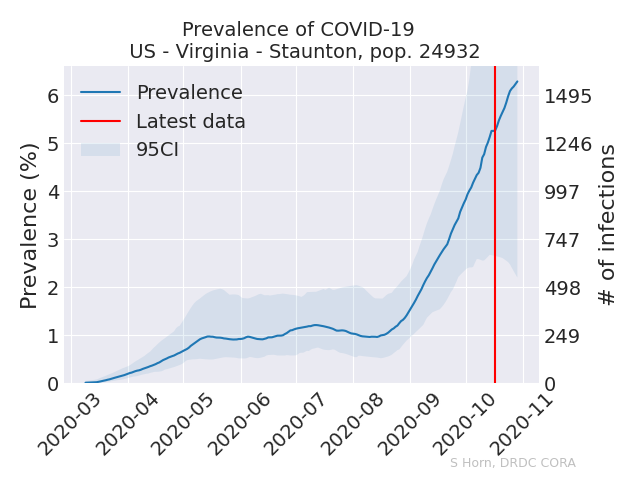 Prevalence of COVID-19
US - Virginia - Staunton, pop. 24932
Prevalence
Latest data
95CI
Prevalence (%)
6
5
4
3
2
1
0
1495
1246
997
747
498
249
0
# of infections
2020-03
2020-04
2020-05
2020-06
2020-07
2020-08
2020-09
2020-10
2020-11
S Horn, DRDC CORA